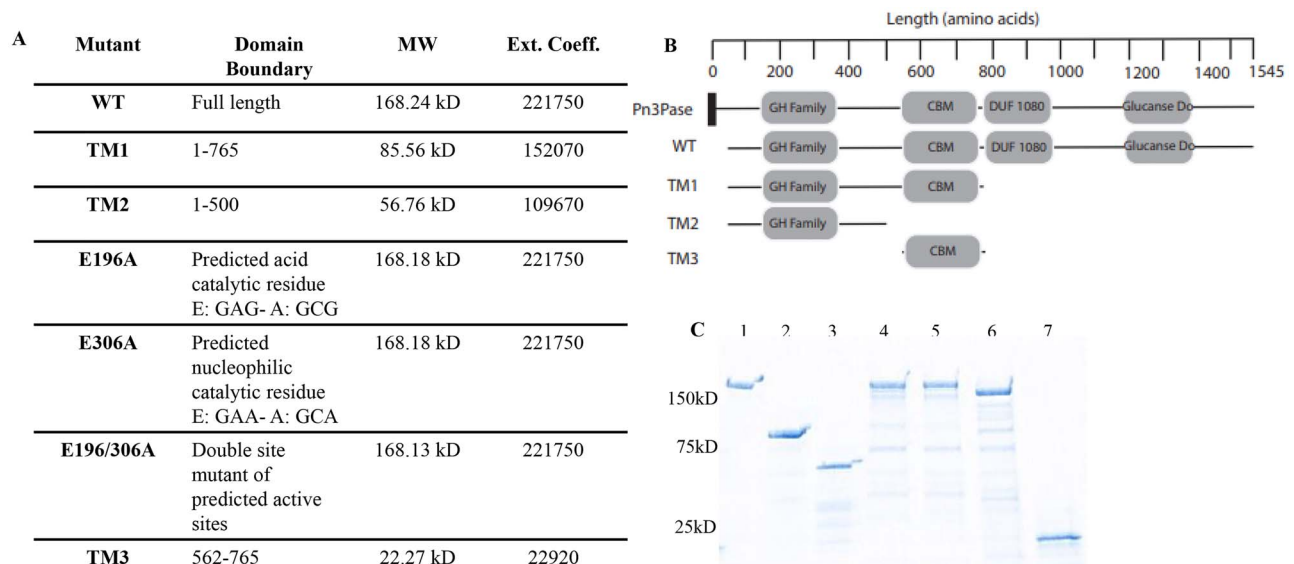 A
Mutant Domain Boundary MW Ext. Coeff.
WT Full length 168.24 kD 221750
TM1 1-765 85.56 kD 152070
TM2 1-500 56.76 kD 109670
E196A Predicted acid 168.18 kD 221750
catalytic residue
E: GAG- A: GCG
E306A Predicted 168.18 kD 221750
nucleophilic
catalytic residue
E: GAA- A: GCA
E196/306A Double site 168.13 kD 221750
mutant of
predicted active
sites
TM3 562-765 22.27 kD 22920
B
Length (amino acids)
0 200 400 600 800 1000 1200 1400 1545
Pn3Pase GH Family CBM DUF 1080 Glucanse Do
WT GH Family CBM DUF 1080 Glucanse Do
TM1 GH Family CBM
TM2 GH Family
TM3 CBM
C 1 2 3 4 5 6 7
150kD
75kD
25kD